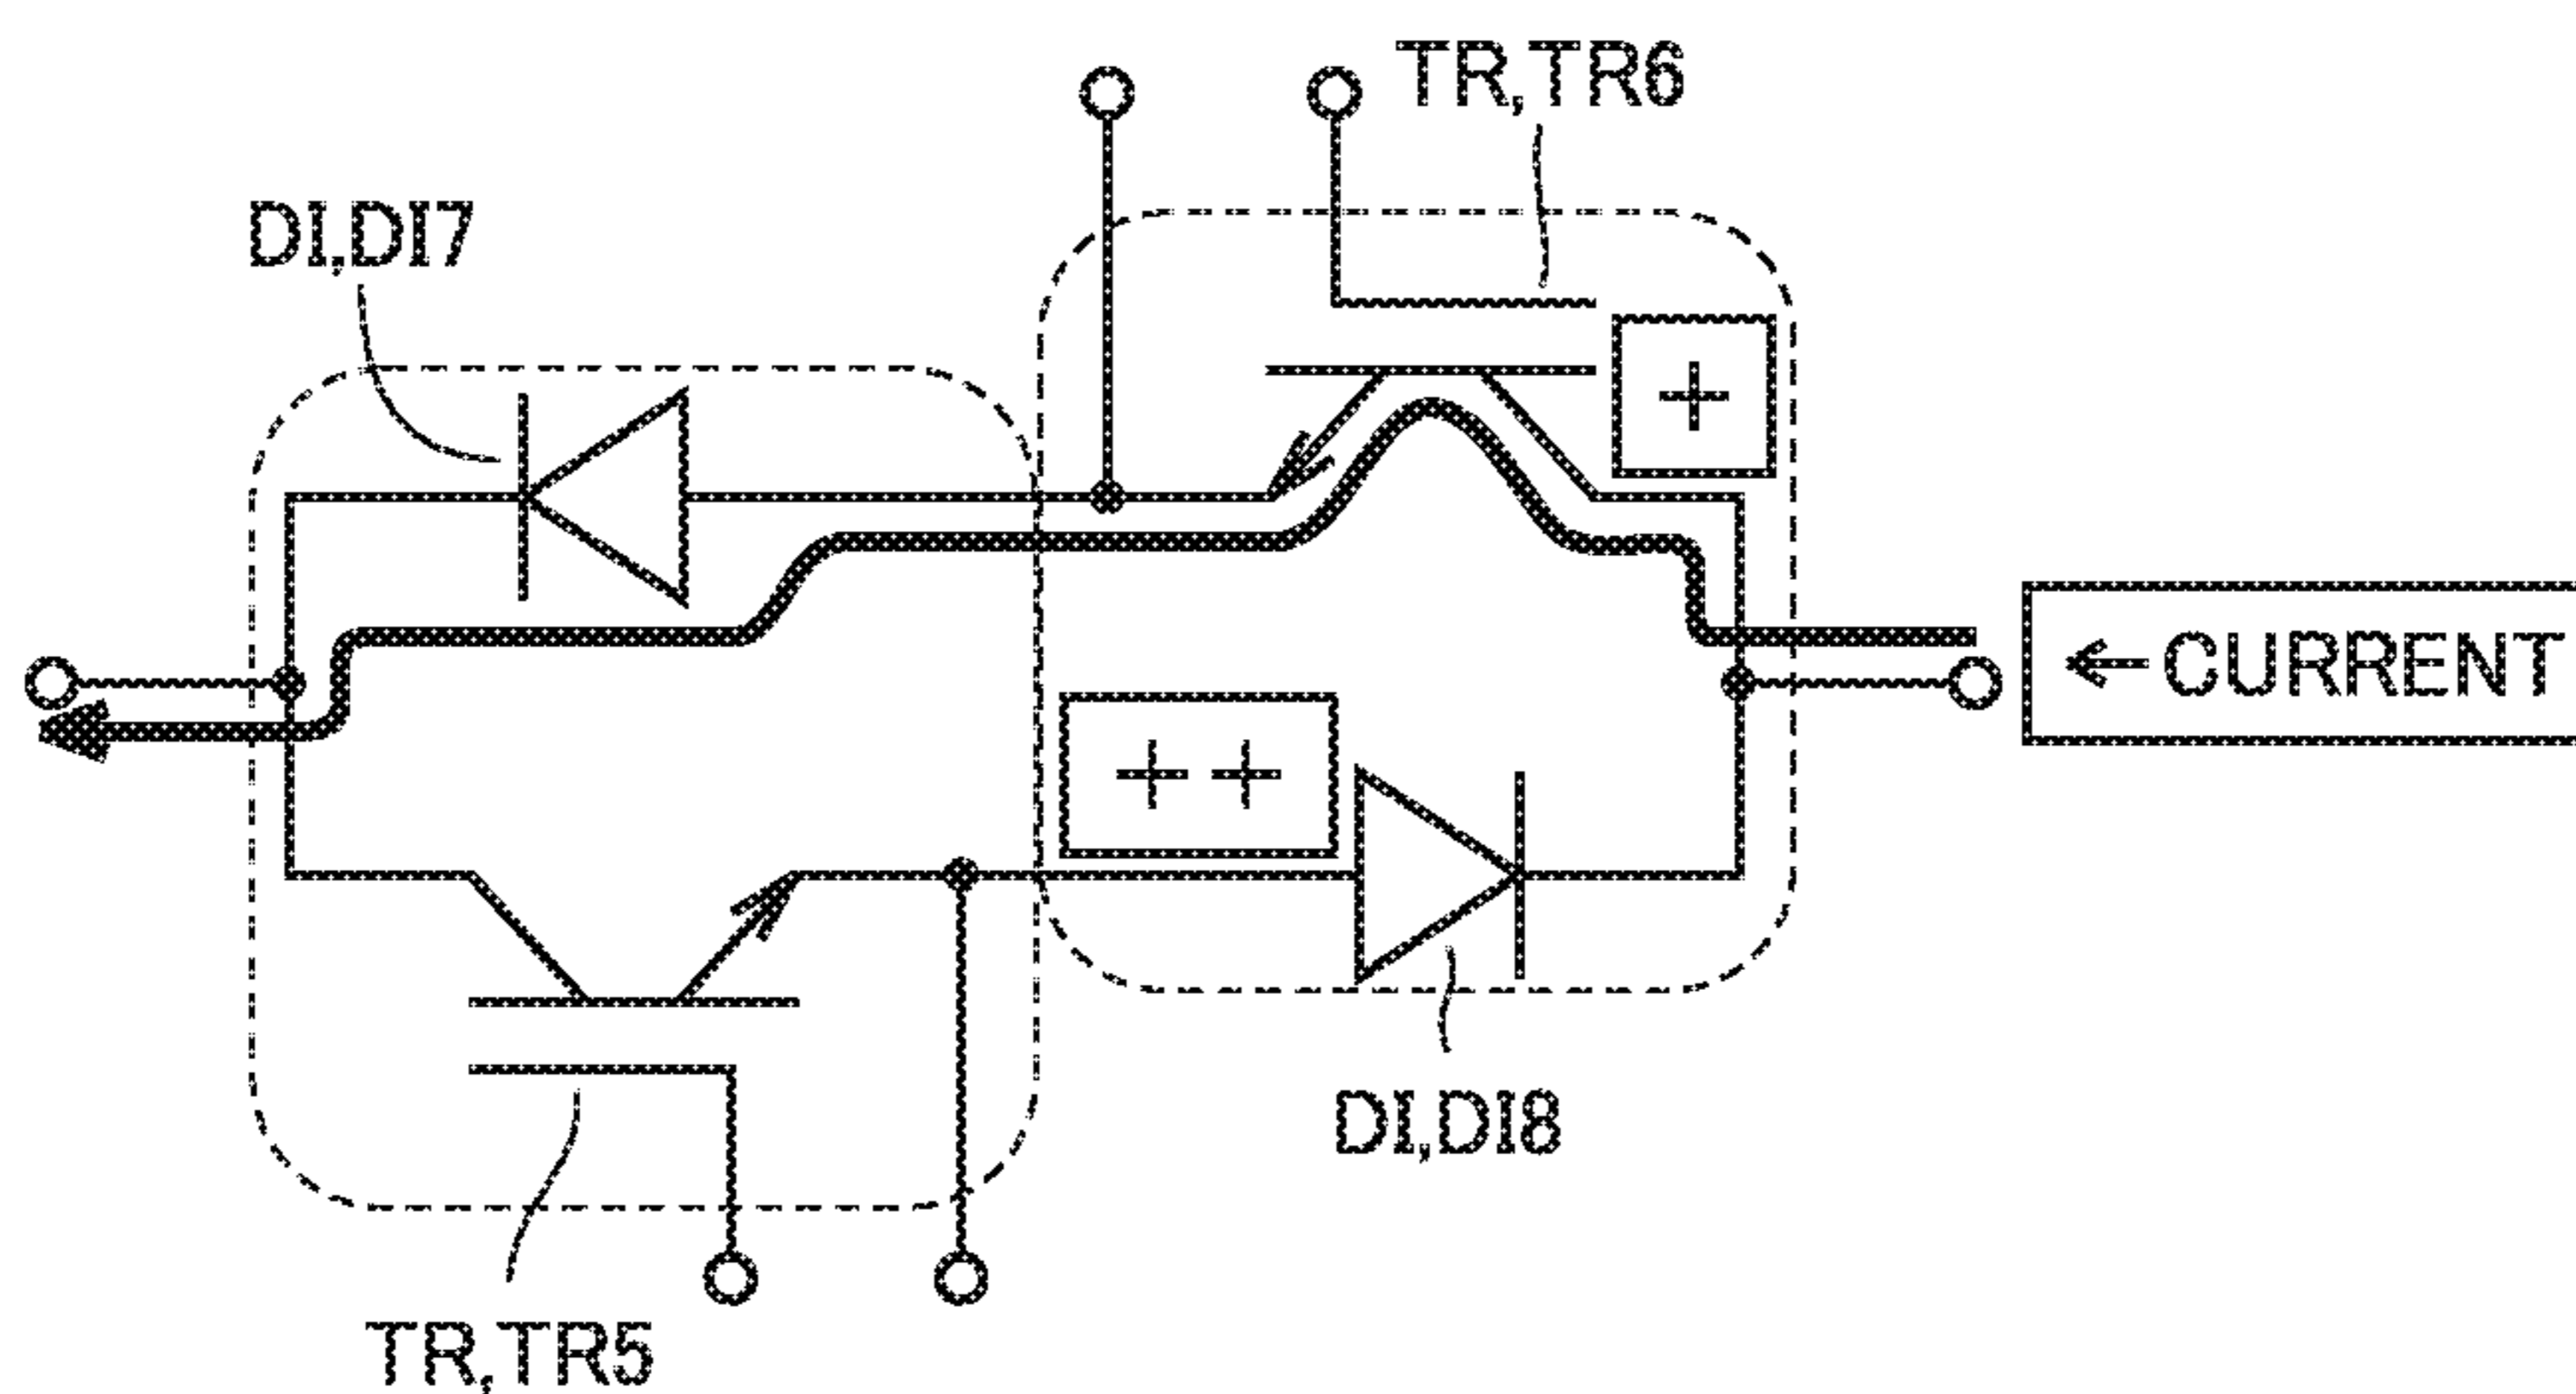 TR,TR6
DI,DI7
+
← CURRENT
+ +
DI,DI8
TR,TR5